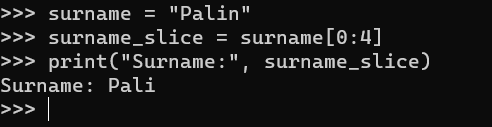 >>> surname = "Palin"
>>> surname_slice = surname[0:4]
>>> print("Surname:", surname_slice)
Surname: Pali
>>>